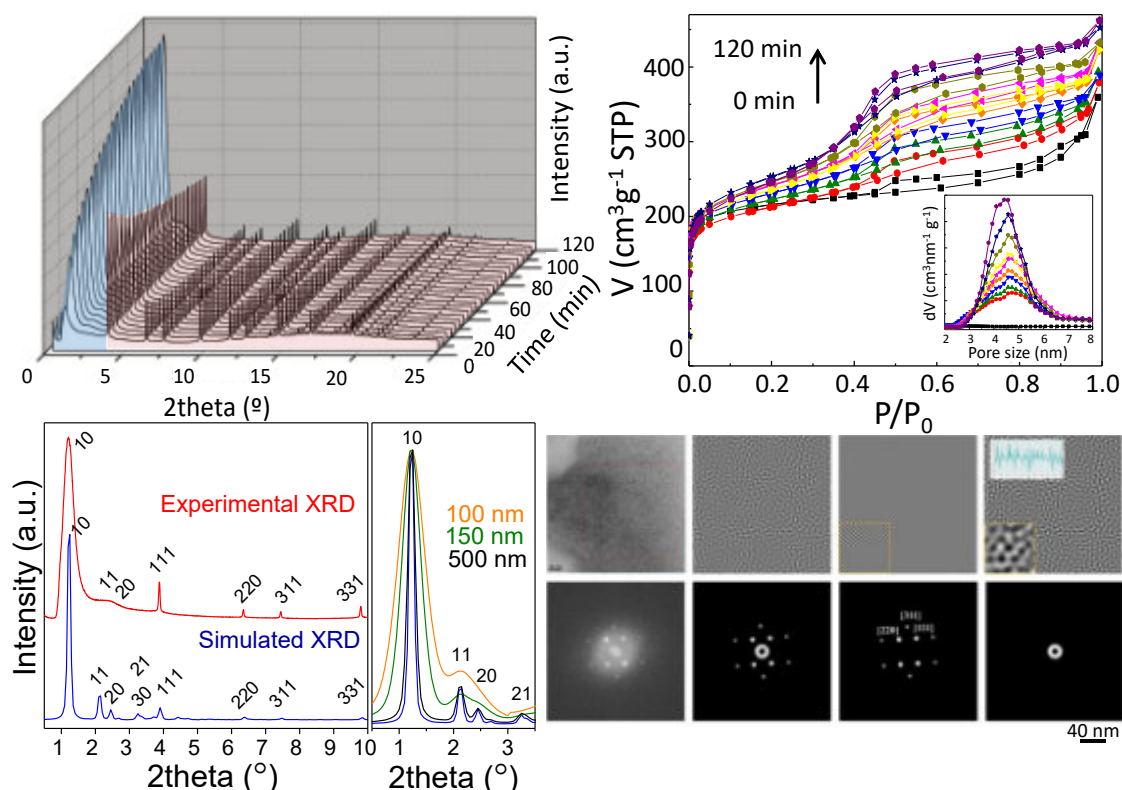 Intensity (a.u.)
0
5
10
15
20
25
2theta (º)
0
20
40
60
80
100
120
Time (min)
120 min
0 min
V (cm³g⁻¹ STP)
400
300
200
100
0
0.0
0.2
0.4
0.6
0.8
1.0
P/P₀
dV (cm³nm⁻¹ g⁻¹)
2 3 4 5 6 7 8
Pore size (nm)
Intensity (a.u.)
10
Experimental XRD
10
11
20
111
220
311
331
Simulated XRD
11
20
21
30
111
220
311
331
1 2 3 4 5 6 7 8 9 10
2theta (°)
10
100 nm
150 nm
500 nm
11
20
21
0 1 2 3
2theta (°)
[311]
[220]
[111]
40 nm